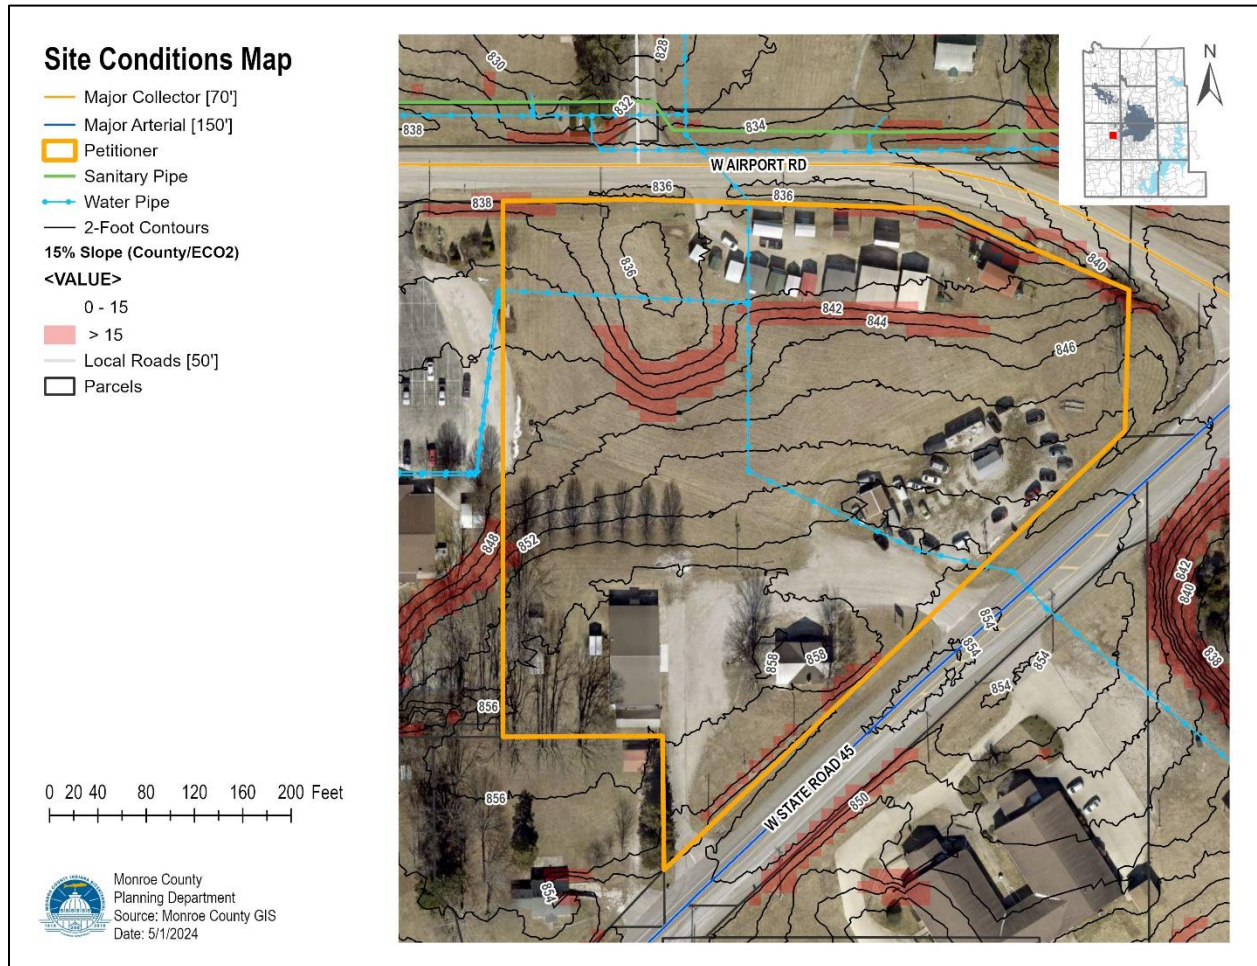 Site Conditions Map
Major Collector [70']
Major Arterial [150']
Petitioner
Sanitary Pipe
Water Pipe
2-Foot Contours
15% Slope (County/ECO2)
<VALUE>
0 - 15
> 15
Local Roads [50']
Parcels
0 20 40 80 120 160 200 Feet
Monroe County
Planning Department
Source: Monroe County GIS
Date: 5/1/2024
N
828
830
832
838
834
W AIRPORT RD
836
836
838
836
840
842
844
846
848
852
842
840
838
854
854
854
854
858
858
856
856
850
W STATE ROAD 45
854